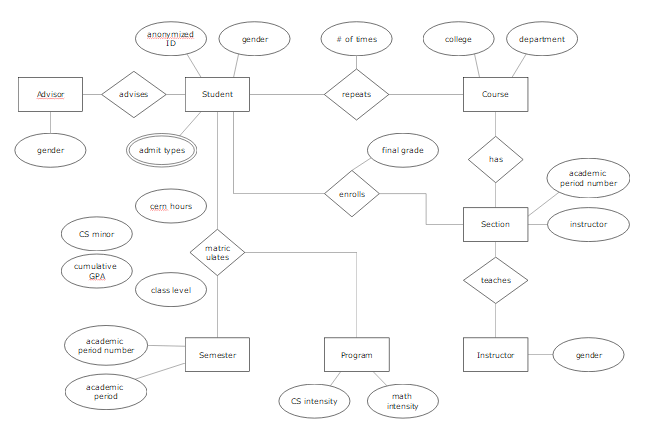 anonymized
ID
gender
# of times
college
department
Advisor
advises
Student
repeats
Course
gender
admit types
final grade
has
academic
period number
enrolls
cern hours
CS minor
instructor
matric
ulates
cumulative
GPA
class level
teaches
academic
period number
Semester
Program
Instructor
gender
academic
period
CS intensity
math
intensity
Section